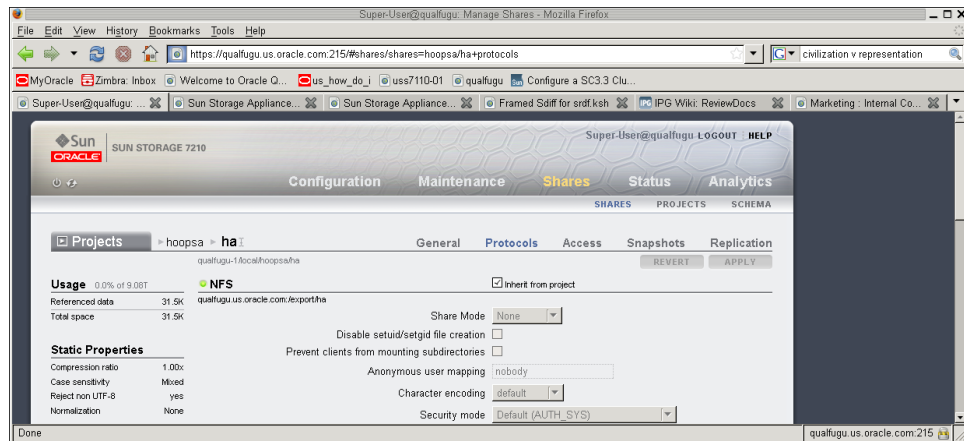 Super-User@qualfugu: Manage Shares - Mozilla Firefox
File Edit View History Bookmarks Tools Help
https://qualfugu.us.oracle.com:215/#shares/shares=hoopsa/ha+protocols
civilization v representation
MyOracle Zimbra: Inbox Welcome to Oracle Q... us_how_do_i uss7110-01 qualfugu Configure a SC3.3 Clu...
Super-User@qualfugu: ... Sun Storage Appliance... Sun Storage Appliance... Framed Sdiff for srdf.ksh IPG Wiki: ReviewDocs Marketing : Internal Co...
Sun
ORACLE
SUN STORAGE 7210
Super-User@qualfugu LOGOUT HELP
Configuration Maintenance Shares Status Analytics
SHARES PROJECTS SCHEMA
Projects hoopsa ha General Protocols Access Snapshots Replication
qualfugu-1/local/hoopsa/ha REVERT APPLY
Usage 0.0% of 9.08T NFS Inherit from project
Referenced data 31.5K qualfugu.us.oracle.com:/export/ha
Total space 31.5K Share Mode None
Disable setuid/setgid file creation
Static Properties Prevent clients from mounting subdirectories
Compression ratio 1.00x Anonymous user mapping nobody
Case sensitivity Mixed
Reject non UTF-8 yes Character encoding default
Normalization None Security mode Default (AUTH_SYS)
Done qualfugu.us.oracle.com:215